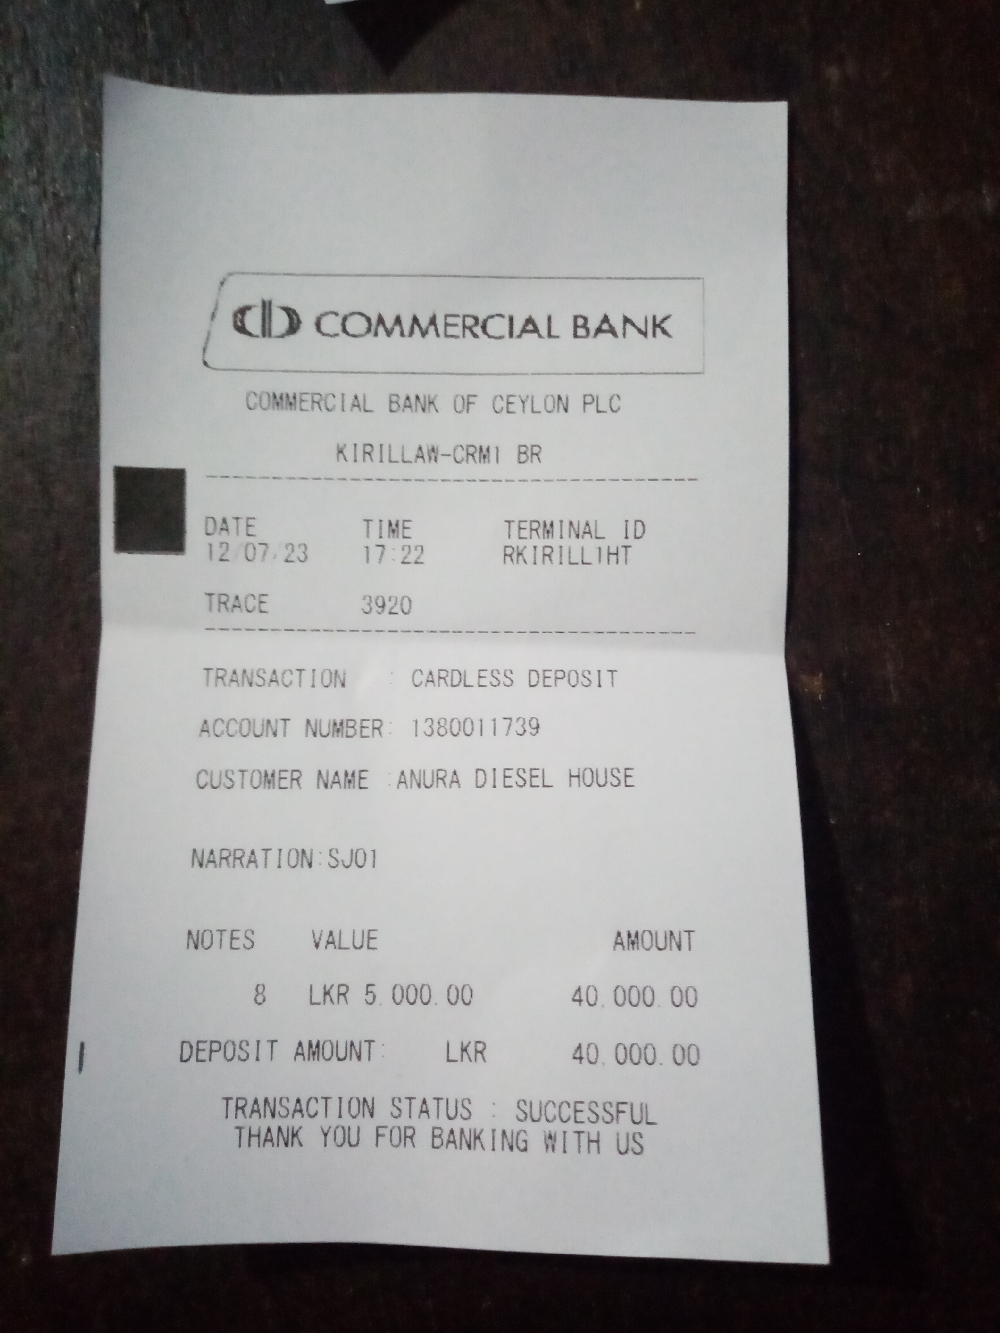 COMMERCIAL BANK
COMMERCIAL BANK OF CEYLON PLC
KIRILLAW-CRM1 BR
DATE TIME TERMINAL ID
12/07/23 17:22 RKIRILL1HT
TRACE 3920
TRANSACTION : CARDLESS DEPOSIT
ACCOUNT NUMBER: 1380011739
CUSTOMER NAME :ANURA DIESEL HOUSE
NARRATION:SJ01
NOTES VALUE AMOUNT
8 LKR 5,000.00 40,000.00
DEPOSIT AMOUNT: LKR 40,000.00
TRANSACTION STATUS : SUCCESSFUL
THANK YOU FOR BANKING WITH US